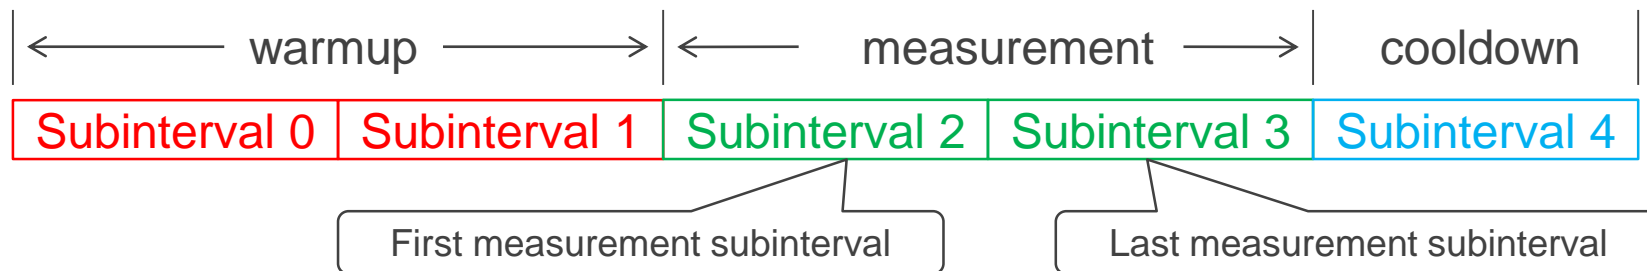 warmup measurement cooldown
Subinterval 0 Subinterval 1 Subinterval 2 Subinterval 3 Subinterval 4
First measurement subinterval Last measurement subinterval